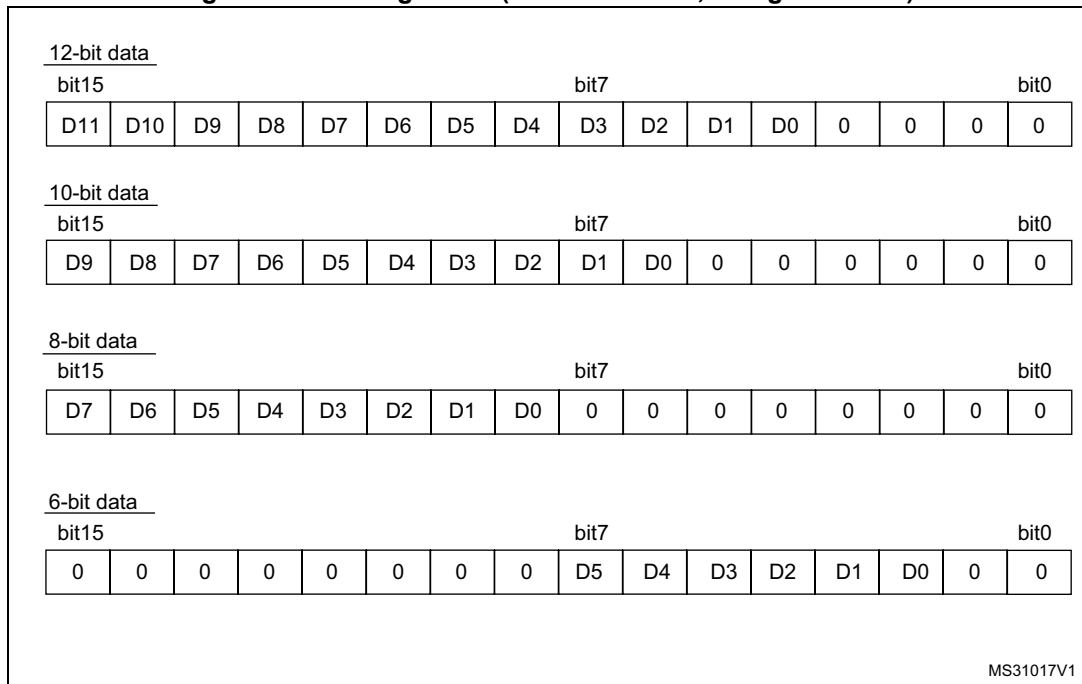 12-bit data
bit15 bit7 bit0
D11 D10 D9 D8 D7 D6 D5 D4 D3 D2 D1 D0 0 0 0 0
10-bit data
bit15 bit7 bit0
D9 D8 D7 D6 D5 D4 D3 D2 D1 D0 0 0 0 0 0 0
8-bit data
bit15 bit7 bit0
D7 D6 D5 D4 D3 D2 D1 D0 0 0 0 0 0 0 0 0
6-bit data
bit15 bit7 bit0
0 0 0 0 0 0 0 0 D5 D4 D3 D2 D1 D0 0 0
MS31017V1